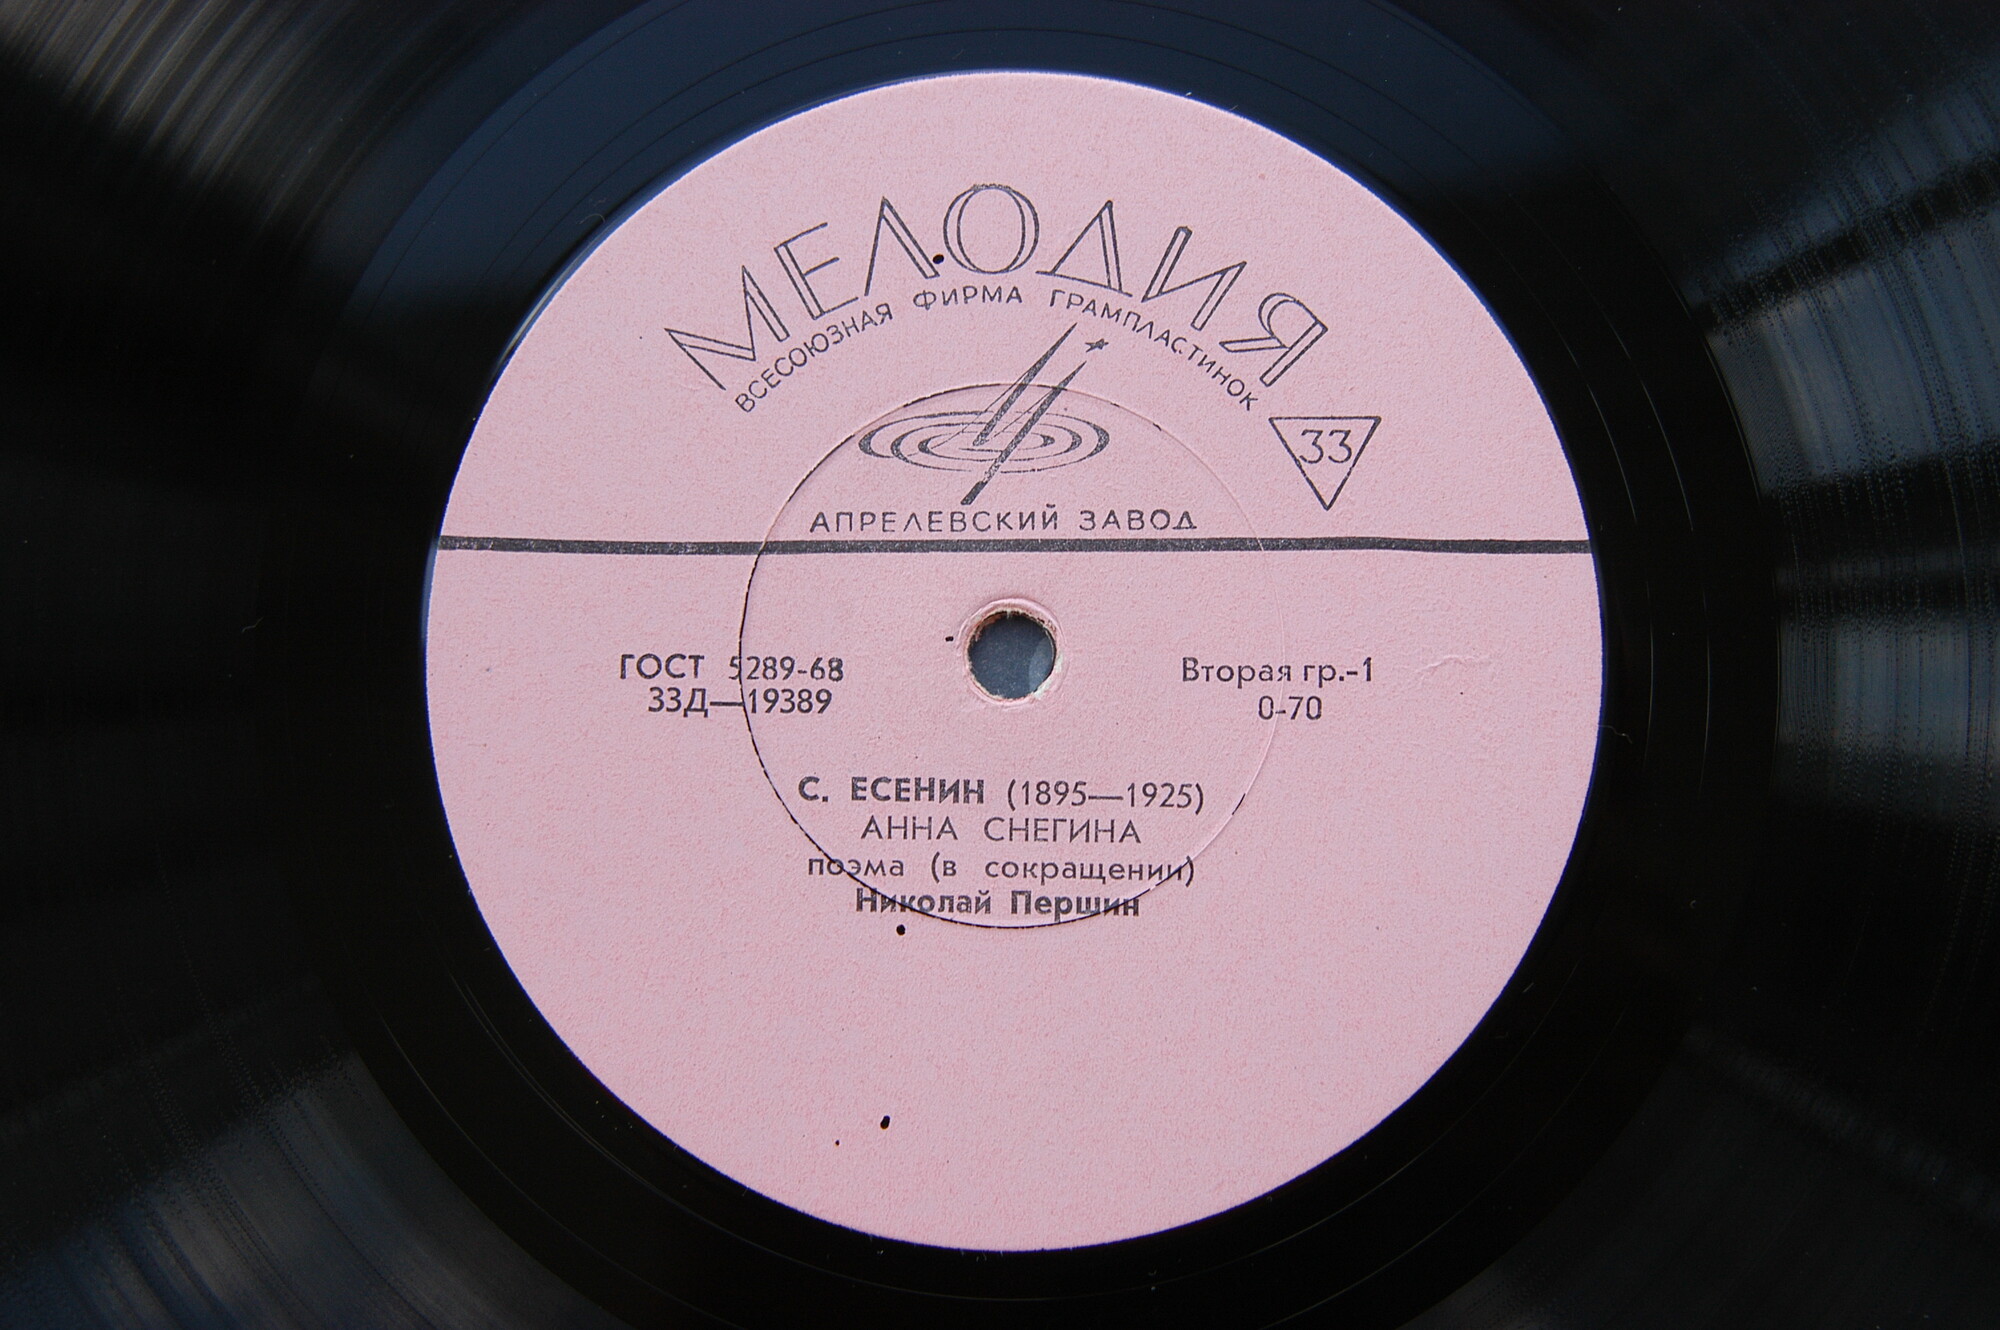 МЕЛОДИЯ
ВСЕСОЮЗНАЯ ФИРМА ГРАМПЛАСТИНОК
33
АПРЕЛЕВСКИЙ ЗАВОД
ГОСТ 5289-68
33Д—19389
Вторая гр.-1
0-70
С. ЕСЕНИН (1895—1925)
АННА СНЕГИНА
поэма (в сокращении)
Николай Першин